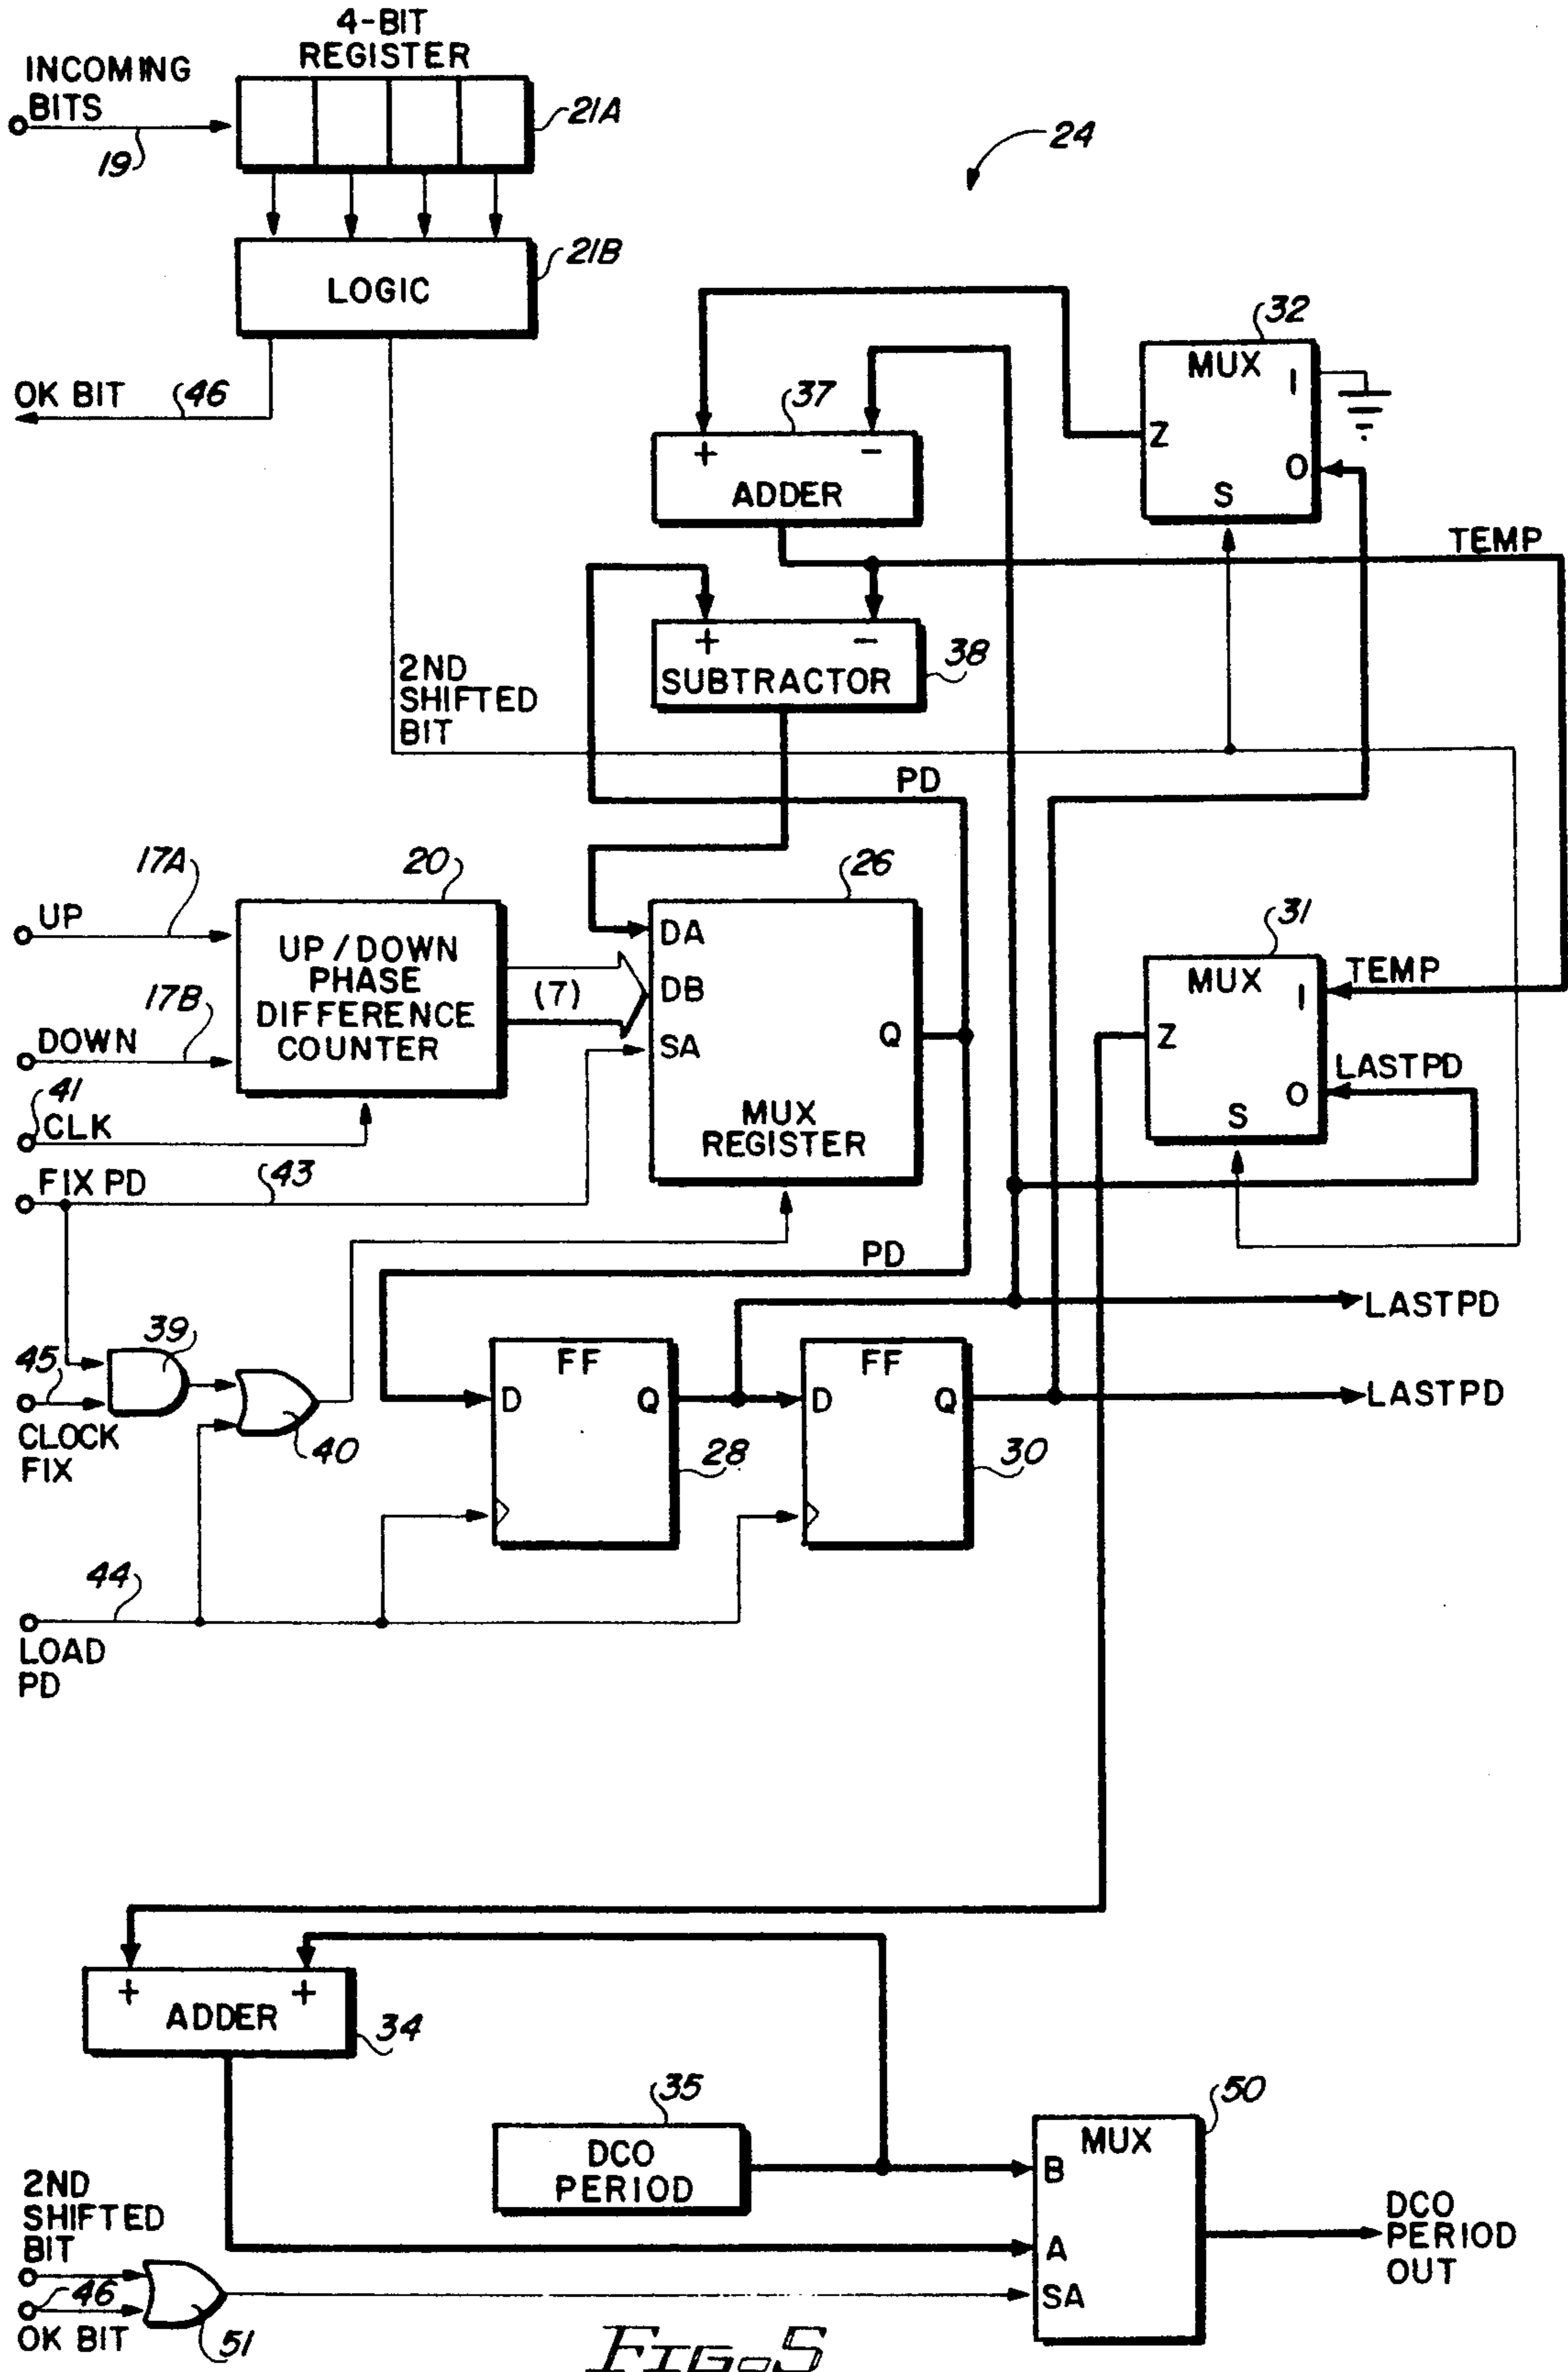 4-BIT
REGISTER
INCOMING
BITS
19
21A
24
LOGIC
21B
OK BIT
46
32
MUX
I
Z
O
S
37
+
−
ADDER
TEMP
+
−
SUBTRACTOR
38
2ND
SHIFTED
BIT
PD
17A
20
26
UP
UP/DOWN
PHASE
DIFFERENCE
COUNTER
(7)
DA
DB
SA
Q
MUX
REGISTER
17B
DOWN
41
CLK
31
MUX
TEMP
I
Z
LASTPD
O
S
FIX PD
43
PD
LASTPD
39
45
CLOCK
FIX
40
FF
D
Q
28
FF
D
Q
30
LASTPD
44
LOAD
PD
+
+
ADDER
34
35
DCO
PERIOD
50
MUX
B
A
SA
DCO
PERIOD
OUT
2ND
SHIFTED
BIT
46
OK BIT
51
FIG. 5